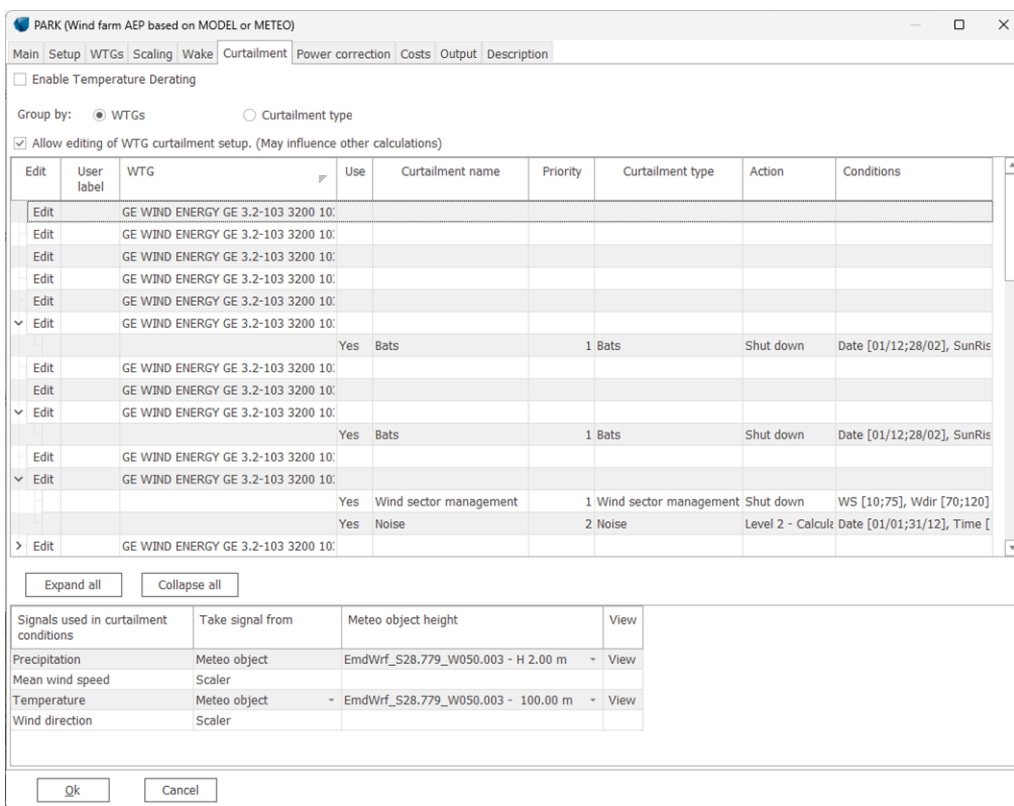 PARK (Wind farm AEP based on MODEL or METEO)
Main Setup WTGs Scaling Wake Curtailment Power correction Costs Output Description
Enable Temperature Derating
Group by: WTGs Curtailment type
Allow editing of WTG curtailment setup. (May influence other calculations)
Edit User label WTG Use Curtailment name Priority Curtailment type Action Conditions
Edit GE WIND ENERGY GE 3.2-103 3200 10
Edit GE WIND ENERGY GE 3.2-103 3200 10
Edit GE WIND ENERGY GE 3.2-103 3200 10
Edit GE WIND ENERGY GE 3.2-103 3200 10
Edit GE WIND ENERGY GE 3.2-103 3200 10
Edit GE WIND ENERGY GE 3.2-103 3200 10
Yes Bats 1 Bats Shut down Date [01/12;28/02], SunRis
Edit GE WIND ENERGY GE 3.2-103 3200 10
Edit GE WIND ENERGY GE 3.2-103 3200 10
Edit GE WIND ENERGY GE 3.2-103 3200 10
Yes Bats 1 Bats Shut down Date [01/12;28/02], SunRis
Edit GE WIND ENERGY GE 3.2-103 3200 10
Edit GE WIND ENERGY GE 3.2-103 3200 10
Yes Wind sector management 1 Wind sector management Shut down WS [10;75], Wdir [70;120]
Yes Noise 2 Noise Level 2 - Calcula Date [01/01;31/12], Time [
Edit GE WIND ENERGY GE 3.2-103 3200 10
Expand all Collapse all
Signals used in curtailment conditions Take signal from Meteo object height View
Precipitation Meteo object EmdWrf_S28.779_W050.003 - H 2.00 m View
Mean wind speed Scaler
Temperature Meteo object EmdWrf_S28.779_W050.003 - 100.00 m View
Wind direction Scaler
Ok Cancel